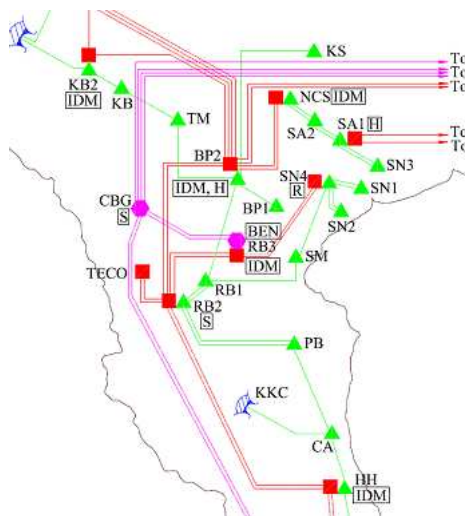 KS
To
To
To
KB2
IDM
KB
NCS IDM
SA2
SA1 H
To
To
TM
BP2
SN3
SN4
R
SN1
IDM, H
CBG
S
BP1
SN2
BEN
RB3
IDM
SM
TECO
RB1
RB2
S
PB
KKC
CA
HH
IDM